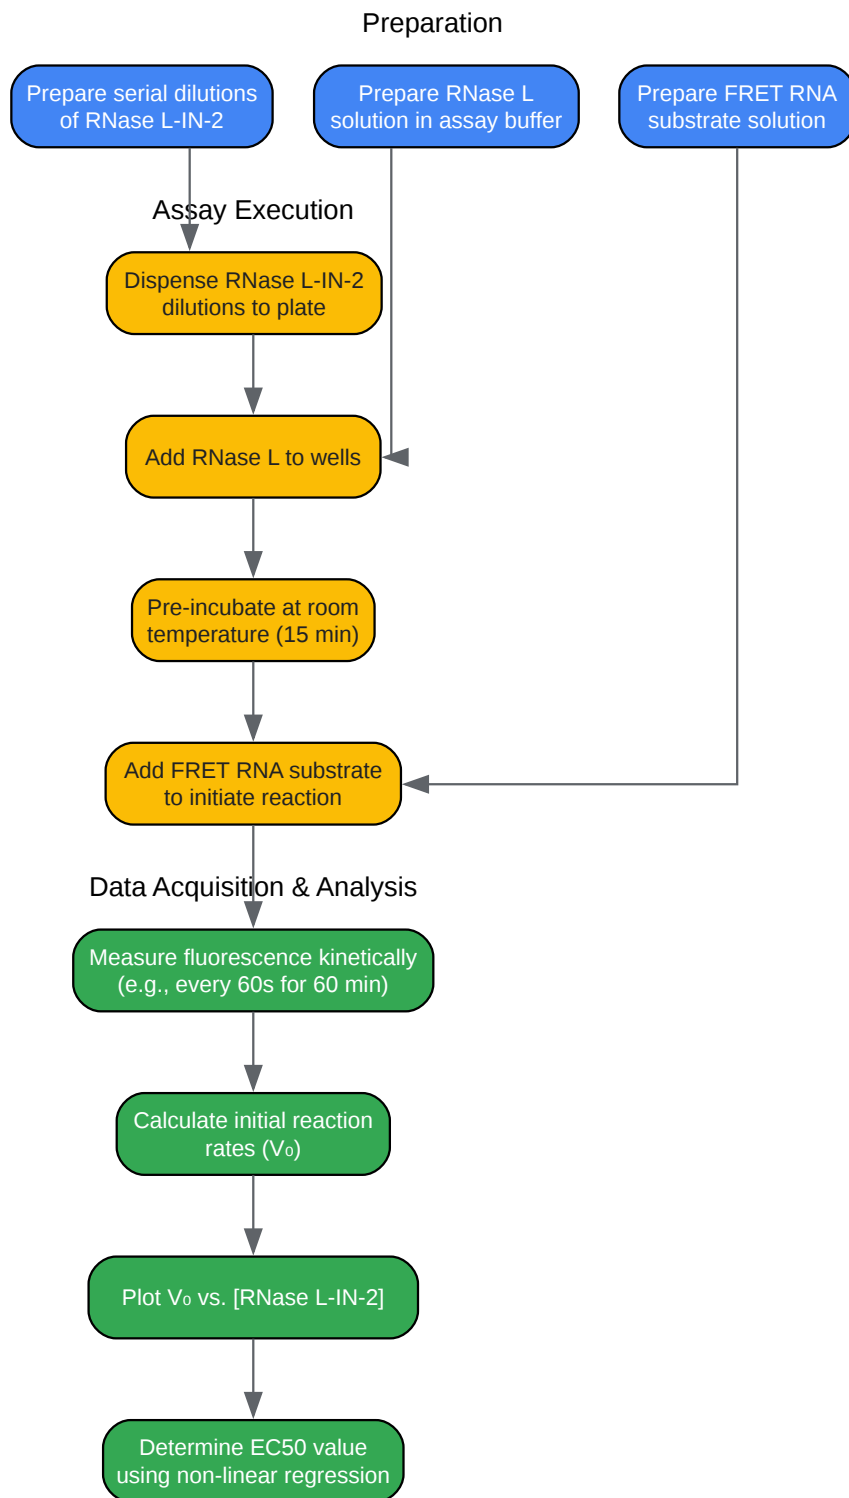 Preparation
Prepare serial dilutions
of RNase L-IN-2
Prepare RNase L
solution in assay buffer
Prepare FRET RNA
substrate solution
Assay Execution
Dispense RNase L-IN-2
dilutions to plate
Add RNase L to wells
Pre-incubate at room
temperature (15 min)
Add FRET RNA substrate
to initiate reaction
Data Acquisition & Analysis
Measure fluorescence kinetically
(e.g., every 60s for 60 min)
Calculate initial reaction
rates (V₀)
Plot V₀ vs. [RNase L-IN-2]
Determine EC50 value
using non-linear regression